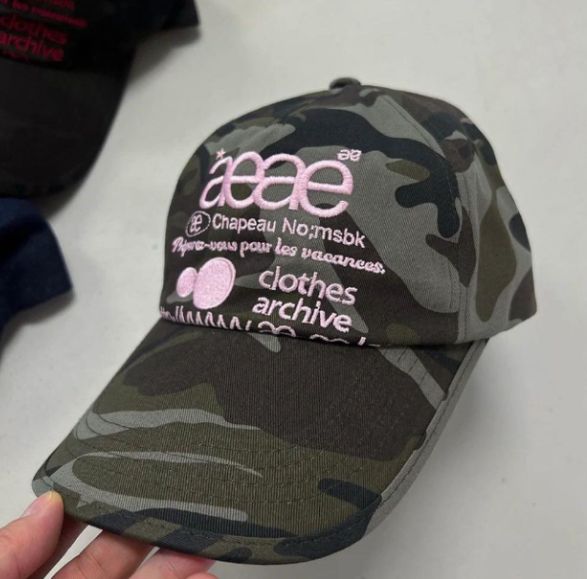 clothes
archive
aeae
æ
æ Chapeau No;msbk
Préparez-vous pour les vacances.
clothes
archive